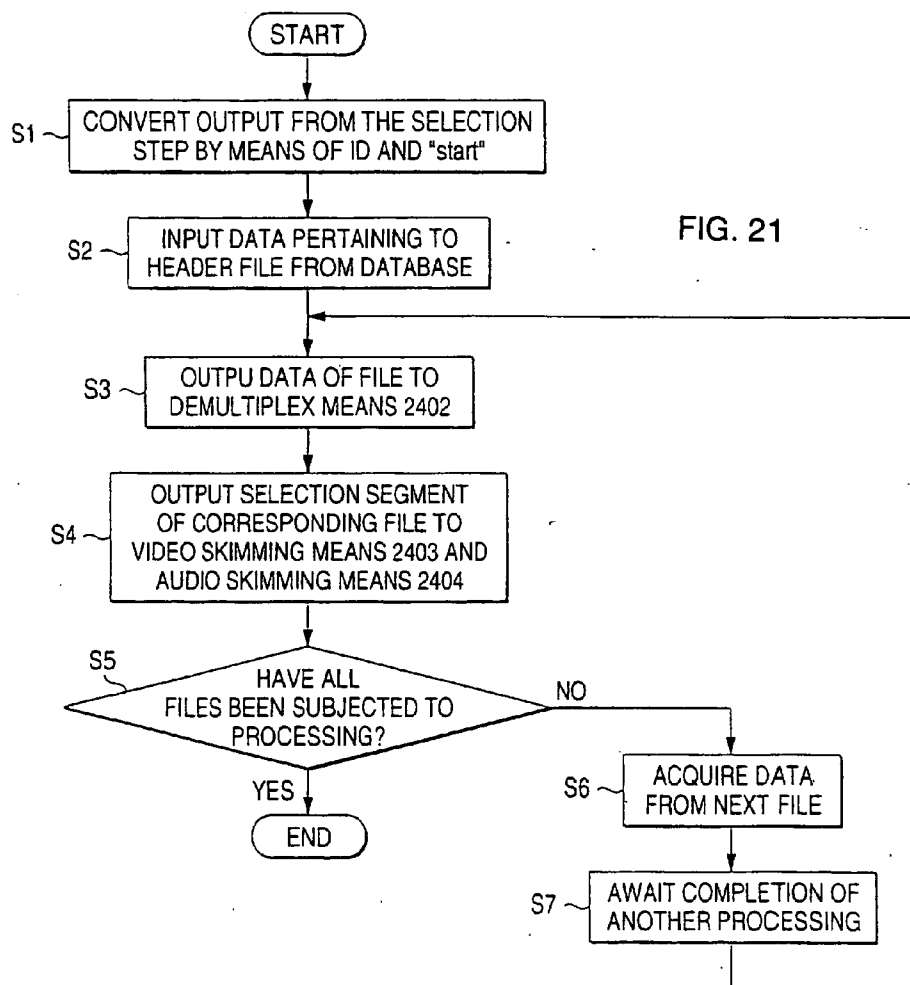 START
S1
CONVERT OUTPUT FROM THE SELECTION
STEP BY MEANS OF ID AND "start"
FIG. 21
S2
INPUT DATA PERTAINING TO
HEADER FILE FROM DATABASE
S3
OUTPU DATA OF FILE TO
DEMULTIPLEX MEANS 2402
S4
OUTPUT SELECTION SEGMENT
OF CORRESPONDING FILE TO
VIDEO SKIMMING MEANS 2403 AND
AUDIO SKIMMING MEANS 2404
S5
HAVE ALL
FILES BEEN SUBJECTED TO
PROCESSING?
NO
YES
END
S6
ACQUIRE DATA
FROM NEXT FILE
S7
AWAIT COMPLETION OF
ANOTHER PROCESSING